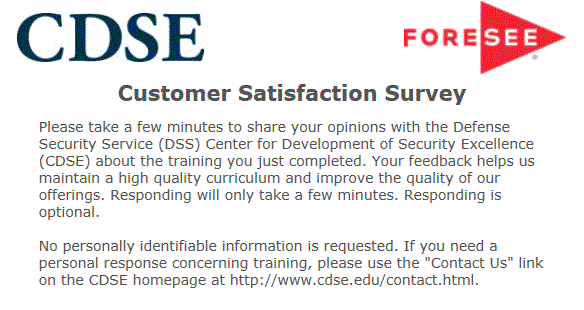 CDSE
FORESEE
®
Customer Satisfaction Survey
Please take a few minutes to share your opinions with the Defense
Security Service (DSS) Center for Development of Security Excellence
(CDSE) about the training you just completed. Your feedback helps us
maintain a high quality curriculum and improve the quality of our
offerings. Responding will only take a few minutes. Responding is
optional.
No personally identifiable information is requested. If you need a
personal response concerning training, please use the "Contact Us" link
on the CDSE homepage at http://www.cdse.edu/contact.html.